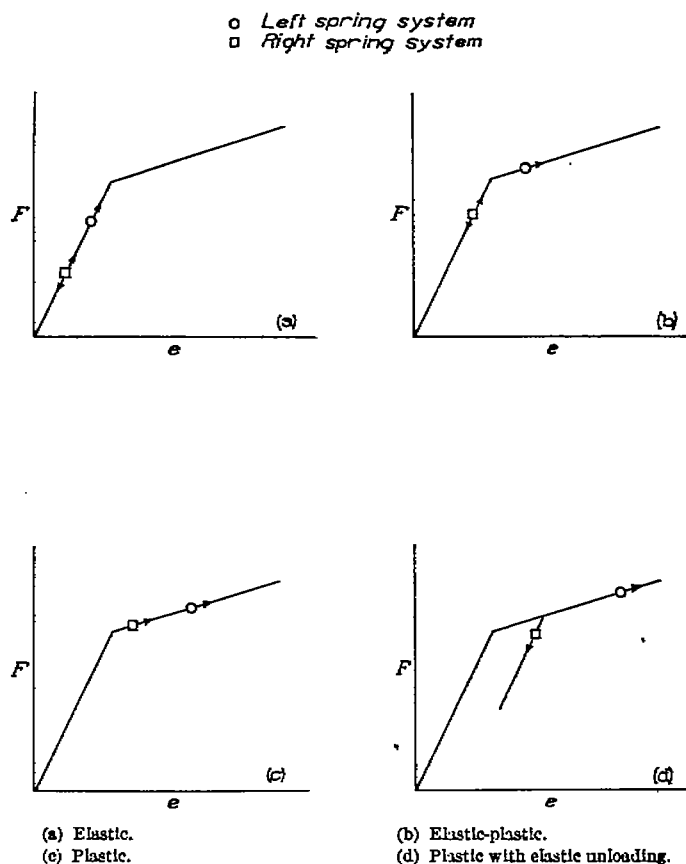 ○ Left spring system
□ Right spring system
F
e
(a)
F
e
(b)
F
e
(c)
F
e
(d)
(a) Elastic.
(b) Elastic-plastic.
(c) Plastic.
(d) Plastic with elastic unloading.